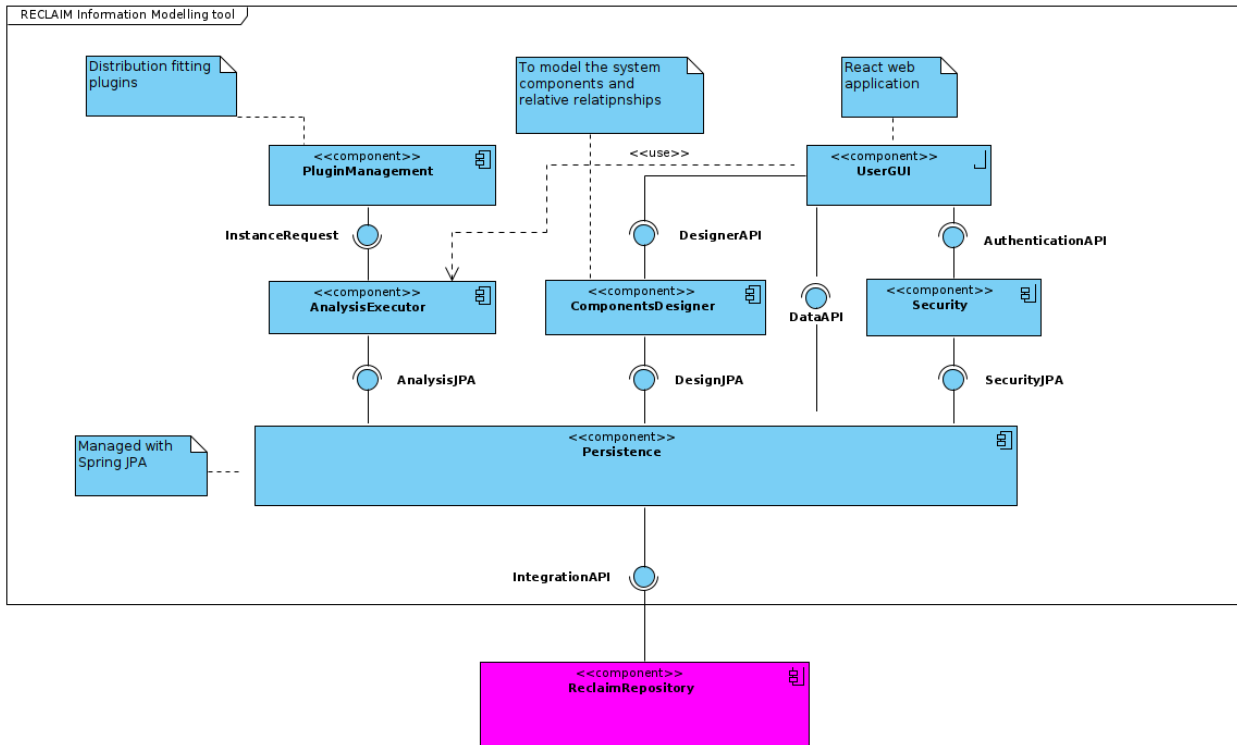 RECLAIM Information Modelling tool
Distribution fitting
plugins
To model the system
components and
relative relatipnships
React web
application
<<component>>
PluginManagement
<<use>>
<<component>>
UserGUI
InstanceRequest
DesignerAPI
AuthenticationAPI
<<component>>
AnalysisExecutor
<<component>>
ComponentsDesigner
DataAPI
<<component>>
Security
AnalysisJPA
DesignJPA
SecurityJPA
Managed with
Spring JPA
<<component>>
Persistence
IntegrationAPI
<<component>>
ReclaimRepository